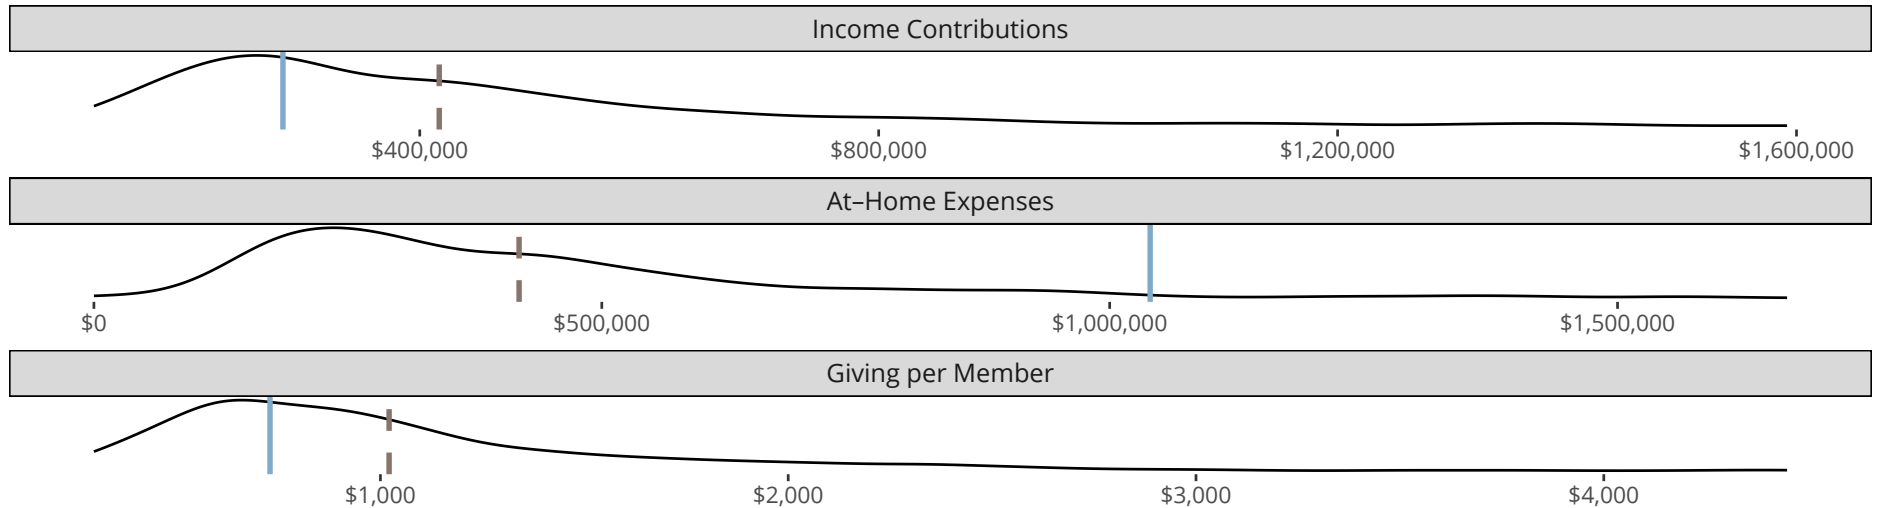 Income Contributions
$400,000 $800,000 $1,200,000 $1,600,000
At–Home Expenses
$0 $500,000 $1,000,000 $1,500,000
Giving per Member
$1,000 $2,000 $3,000 $4,000